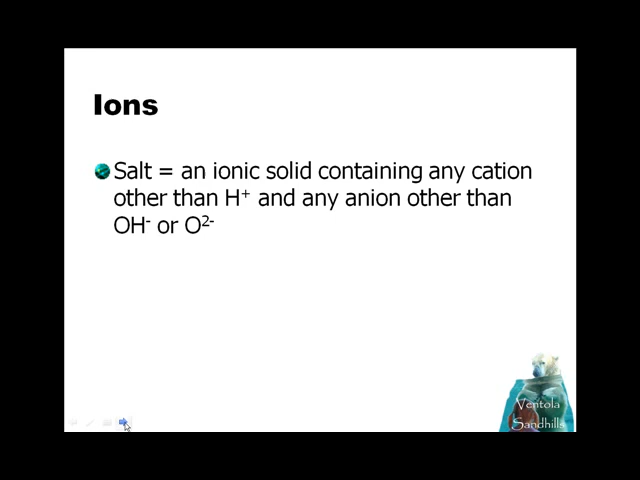 Ions
Salt = an ionic solid containing any cation
other than H⁺ and any anion other than
OH⁻ or O²⁻
Ventola
Sandhills